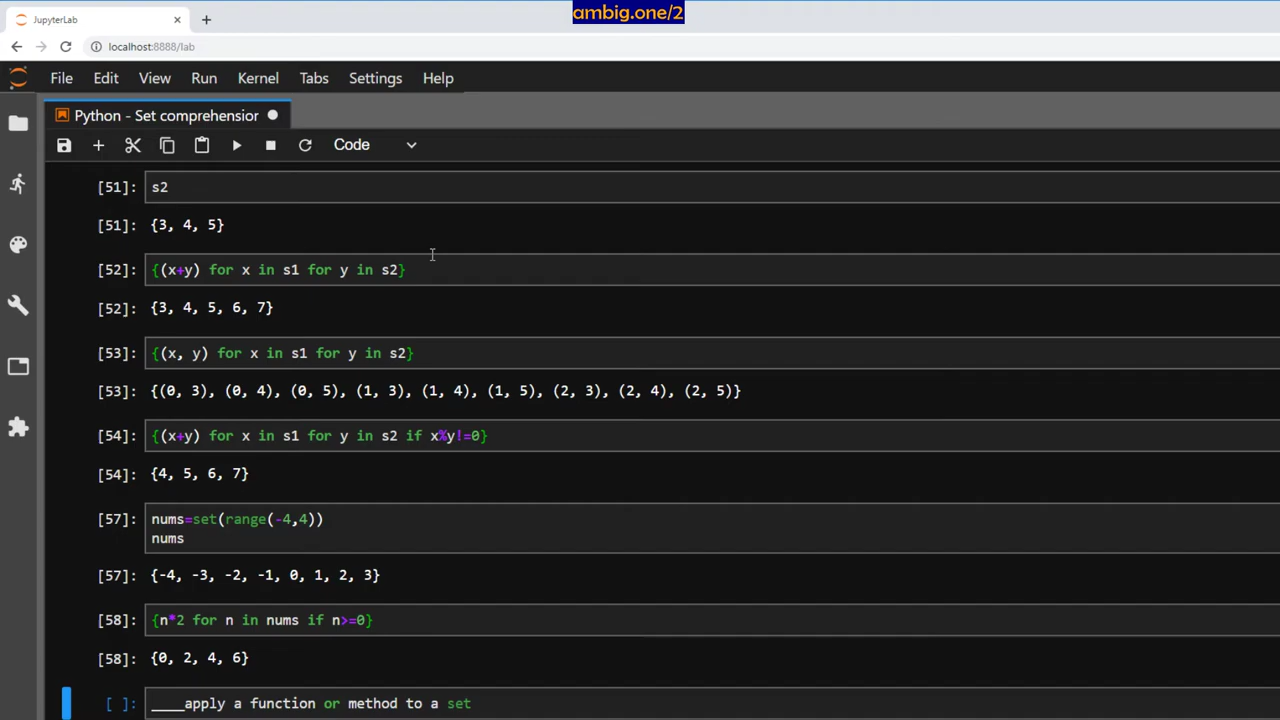 ambig.one/2
JupyterLab
localhost:8888/lab
File Edit View Run Kernel Tabs Settings Help
Python - Set comprehension
Code
[51]: s2
[51]: {3, 4, 5}
[52]: {(x+y) for x in s1 for y in s2}
[52]: {3, 4, 5, 6, 7}
[53]: {(x, y) for x in s1 for y in s2}
[53]: {(0, 3), (0, 4), (0, 5), (1, 3), (1, 4), (1, 5), (2, 3), (2, 4), (2, 5)}
[54]: {(x+y) for x in s1 for y in s2 if x%y!=0}
[54]: {4, 5, 6, 7}
[57]: nums=set(range(-4,4))
nums
[57]: {-4, -3, -2, -1, 0, 1, 2, 3}
[58]: {n*2 for n in nums if n>=0}
[58]: {0, 2, 4, 6}
[ ]: ____apply a function or method to a set